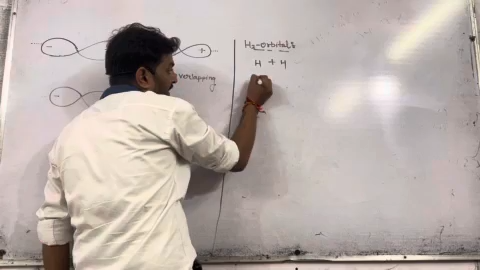 -
+
overlapping
-
H2-orbitals
H + H